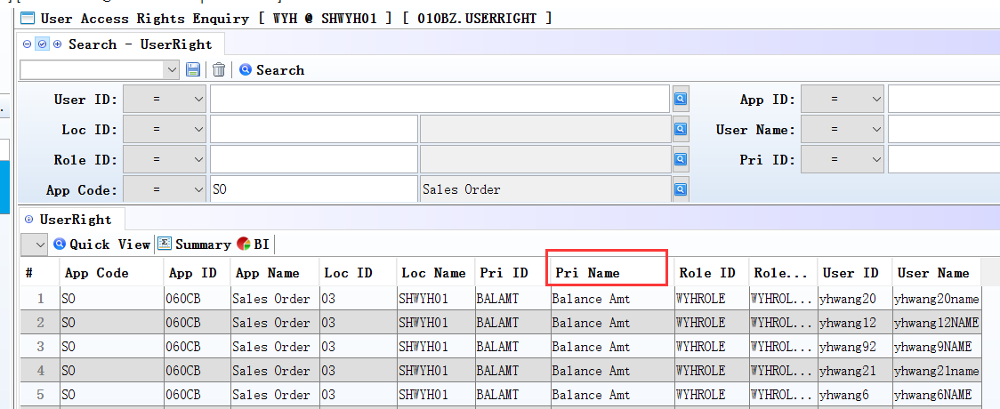 User Access Rights Enquiry [ WYH @ SHWYH01 ] [ 010BZ.USERRIGHT ]
Search - UserRight
Search
User ID: = App ID: =
Loc ID: = User Name: =
Role ID: = Pri ID: =
App Code: = SO Sales Order
UserRight
Quick View Summary BI
# App Code App ID App Name Loc ID Loc Name Pri ID Pri Name Role ID Role... User ID User Name
1 SO 060CB Sales Order 03 SHWYH01 BALAMT Balance Amt WYHROLE WYHROL... yhwang20 yhwang20name
2 SO 060CB Sales Order 03 SHWYH01 BALAMT Balance Amt WYHROLE WYHROL... yhwang12 yhwang12NAME
3 SO 060CB Sales Order 03 SHWYH01 BALAMT Balance Amt WYHROLE WYHROL... yhwang92 yhwang9NAME
4 SO 060CB Sales Order 03 SHWYH01 BALAMT Balance Amt WYHROLE WYHROL... yhwang21 yhwang21name
5 SO 060CB Sales Order 03 SHWYH01 BALAMT Balance Amt WYHROLE WYHROL... yhwang6 yhwang6NAME